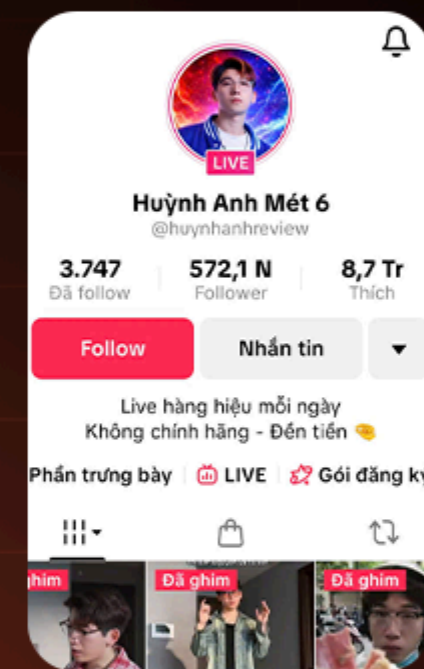 LIVE
Huỳnh Anh Mét 6
@huynhanhreview
3.747 572,1 N 8,7 Tr
Đã follow Follower Thích
Follow Nhắn tin
Live hàng hiệu mỗi ngày
Không chính hãng - Đền tiền
Phần trưng bày LIVE Gói đăng ký
ghim Đã ghim Đã ghim